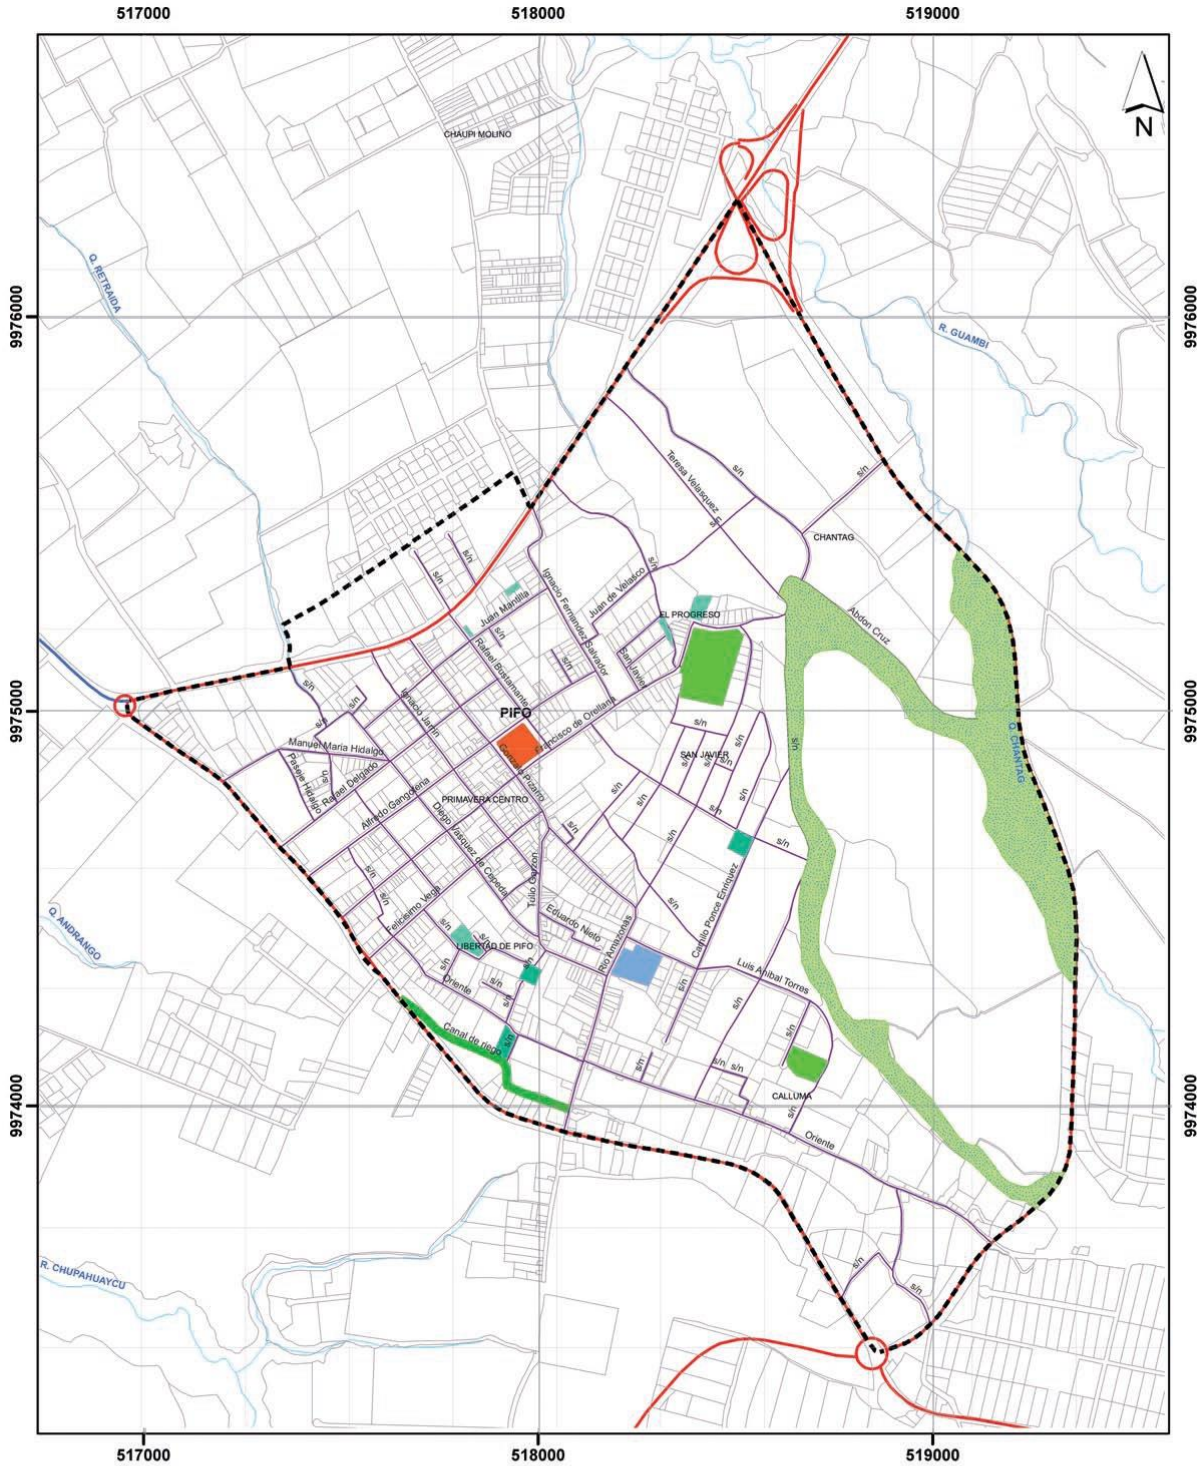 517000
518000
519000
N
CHAUPI MOLINO
Q. RETRAIDA
9976000
9976000
R. GUAMBI
s/n
Teresa Velasquez
s/n
s/n
CHANTAG
s/n
s/n
s/n
Ignacio Fernandez Salvador
Juan de Velasco
Juan Mantilla
s/n
EL PROGRESO
Abdon Cruz
Rafael Bustamante
s/n
San Javier
s/n
s/n
Ignacio Jarrin
9975000
9975000
PIFO
Francisco de Orellana
s/n
s/n
s/n
s/n
Q. CHANTAG
Manuel Maria Hidalgo
Gonzalo Pizarro
SAN JAVIER
s/n
s/n
s/n
Pasaje Hidalgo
s/n
Rafael Delgado
Alfredo Gangotena
PRIMAVERA CENTRO
s/n
s/n
s/n
s/n
Diego Vasquez de Cepeda
s/n
s/n
s/n
Tulio Garzon
s/n
s/n
Camilo Ponce Enriquez
s/n
Felicisimo Vega
Eduardo Nieto
Rio Amazonas
Q. ANDRANGO
s/n
s/n
LIBERTAD DE PIFO
s/n
s/n
Luis Anibal Torres
Oriente
s/n
s/n
s/n
s/n
Canal de riego
s/n
s/n
s/n
s/n
s/n
CALLUMA
9974000
9974000
s/n
Oriente
R. CHUPAHUAYCU
s/n
s/n
517000
518000
519000